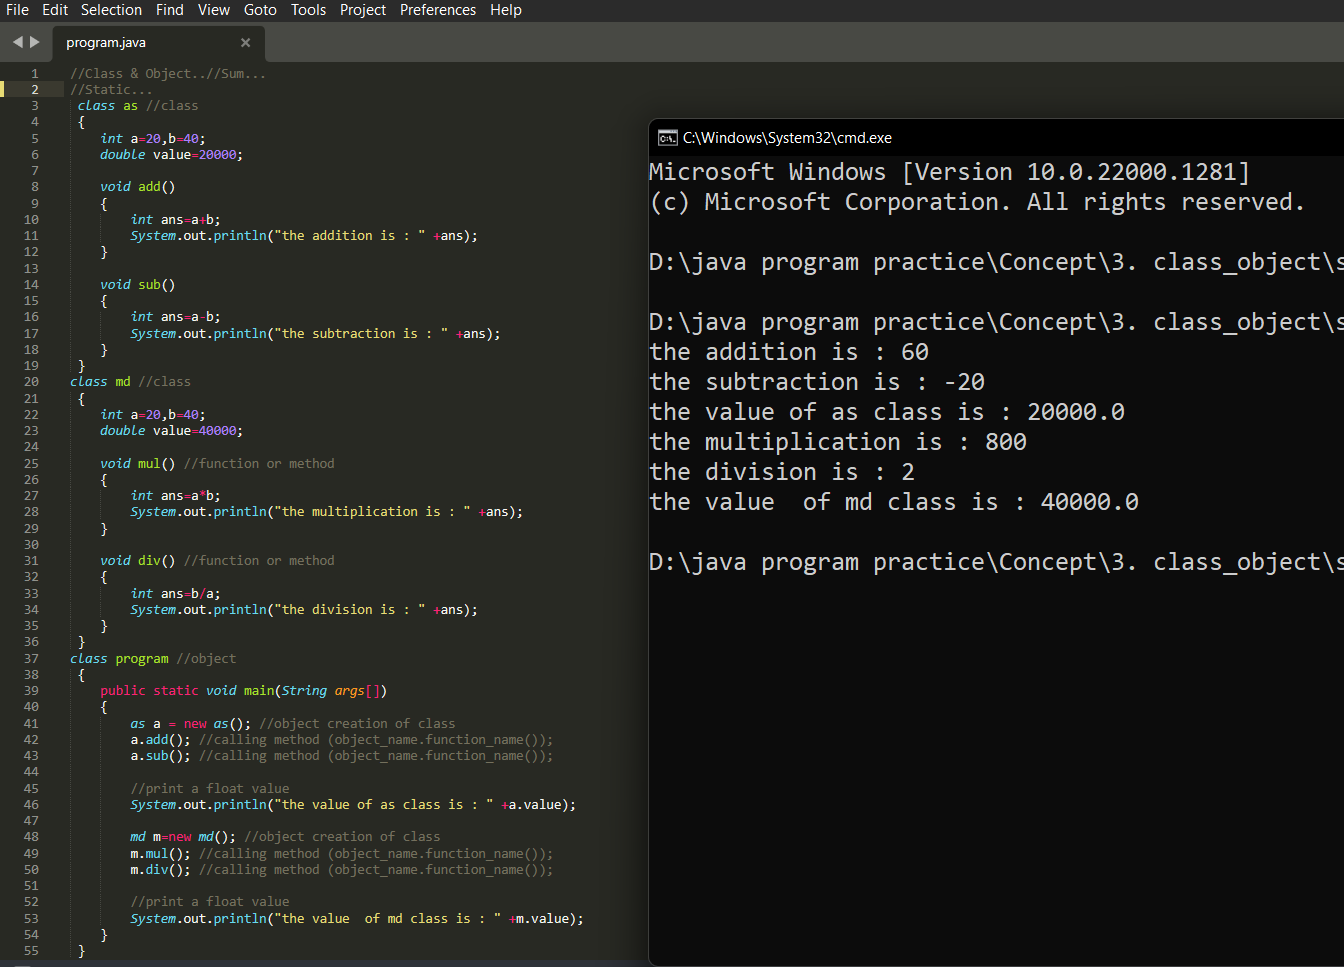 File Edit Selection Find View Goto Tools Project Preferences Help
program.java
1 //Class & Object..//Sum...
2 //Static...
3 class as //class
4 {
5 int a=20,b=40;
6 double value=20000;
7
8 void add()
9 {
10 int ans=a+b;
11 System.out.println("the addition is : " +ans);
12 }
13
14 void sub()
15 {
16 int ans=a-b;
17 System.out.println("the subtraction is : " +ans);
18 }
19 }
20 class md //class
21 {
22 int a=20,b=40;
23 double value=40000;
24
25 void mul() //function or method
26 {
27 int ans=a*b;
28 System.out.println("the multiplication is : " +ans);
29 }
30
31 void div() //function or method
32 {
33 int ans=b/a;
34 System.out.println("the division is : " +ans);
35 }
36 }
37 class program //object
38 {
39 public static void main(String args[])
40 {
41 as a = new as(); //object creation of class
42 a.add(); //calling method (object_name.function_name());
43 a.sub(); //calling method (object_name.function_name());
44
45 //print a float value
46 System.out.println("the value of as class is : " +a.value);
47
48 md m=new md(); //object creation of class
49 m.mul(); //calling method (object_name.function_name());
50 m.div(); //calling method (object_name.function_name());
51
52 //print a float value
53 System.out.println("the value  of md class is : " +m.value);
54 }
55 }
C:\Windows\System32\cmd.exe
Microsoft Windows [Version 10.0.22000.1281]
(c) Microsoft Corporation. All rights reserved.
D:\java program practice\Concept\3. class_object\s
D:\java program practice\Concept\3. class_object\s
the addition is : 60
the subtraction is : -20
the value of as class is : 20000.0
the multiplication is : 800
the division is : 2
the value  of md class is : 40000.0
D:\java program practice\Concept\3. class_object\s